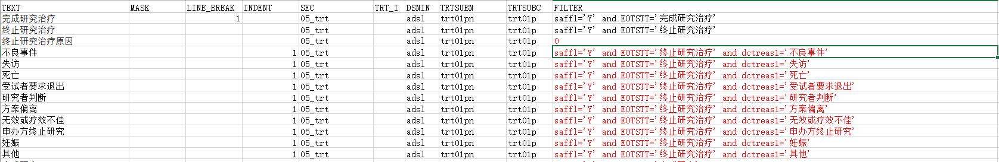 TEXT MASK LINE_BREAK INDENT SEC TRT_I DSNIN TRTSUBN TRTSUBC FILTER
完成研究治疗 1 05_trt adsl trt01pn trt01p saffl='Y' and EOTSTT='完成研究治疗'
终止研究治疗 05_trt adsl trt01pn trt01p saffl='Y' and EOTSTT='终止研究治疗'
终止研究治疗原因 05_trt adsl trt01pn trt01p 0
不良事件 1 05_trt adsl trt01pn trt01p saffl='Y' and EOTSTT='终止研究治疗' and dctreas1='不良事件'
失访 1 05_trt adsl trt01pn trt01p saffl='Y' and EOTSTT='终止研究治疗' and dctreas1='失访'
死亡 1 05_trt adsl trt01pn trt01p saffl='Y' and EOTSTT='终止研究治疗' and dctreas1='死亡'
受试者要求退出 1 05_trt adsl trt01pn trt01p saffl='Y' and EOTSTT='终止研究治疗' and dctreas1='受试者要求退出'
研究者判断 1 05_trt adsl trt01pn trt01p saffl='Y' and EOTSTT='终止研究治疗' and dctreas1='研究者判断'
方案偏离 1 05_trt adsl trt01pn trt01p saffl='Y' and EOTSTT='终止研究治疗' and dctreas1='方案偏离'
无效或疗效不佳 1 05_trt adsl trt01pn trt01p saffl='Y' and EOTSTT='终止研究治疗' and dctreas1='无效或疗效不佳'
申办方终止研究 1 05_trt adsl trt01pn trt01p saffl='Y' and EOTSTT='终止研究治疗' and dctreas1='申办方终止研究'
妊娠 1 05_trt adsl trt01pn trt01p saffl='Y' and EOTSTT='终止研究治疗' and dctreas1='妊娠'
其他 1 05_trt adsl trt01pn trt01p saffl='Y' and EOTSTT='终止研究治疗' and dctreas1='其他'